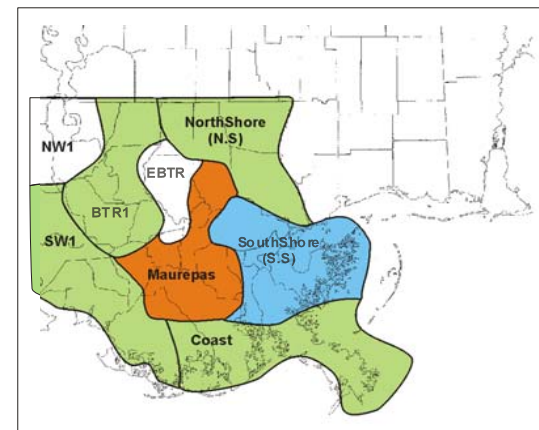 NorthShore
(N.S)
NW1
EBTR
BTR1
SW1
SouthShore
(S.S)
Maurepas
Coast